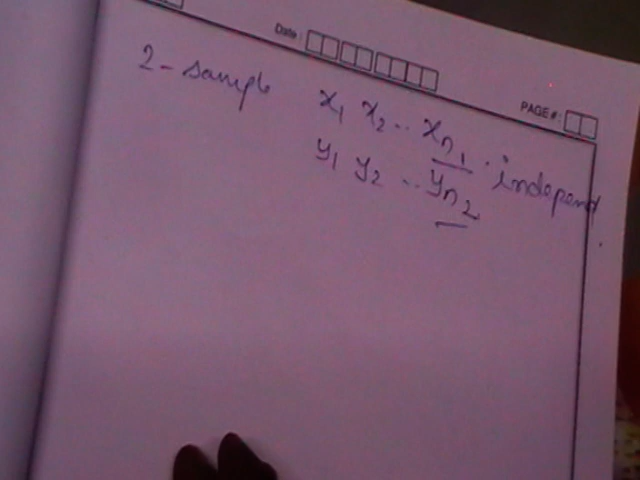 Date :
PAGE #:
2-sample x₁ x₂ .. xₙ₁
y₁ y₂ .. yₙ₂ . independ.